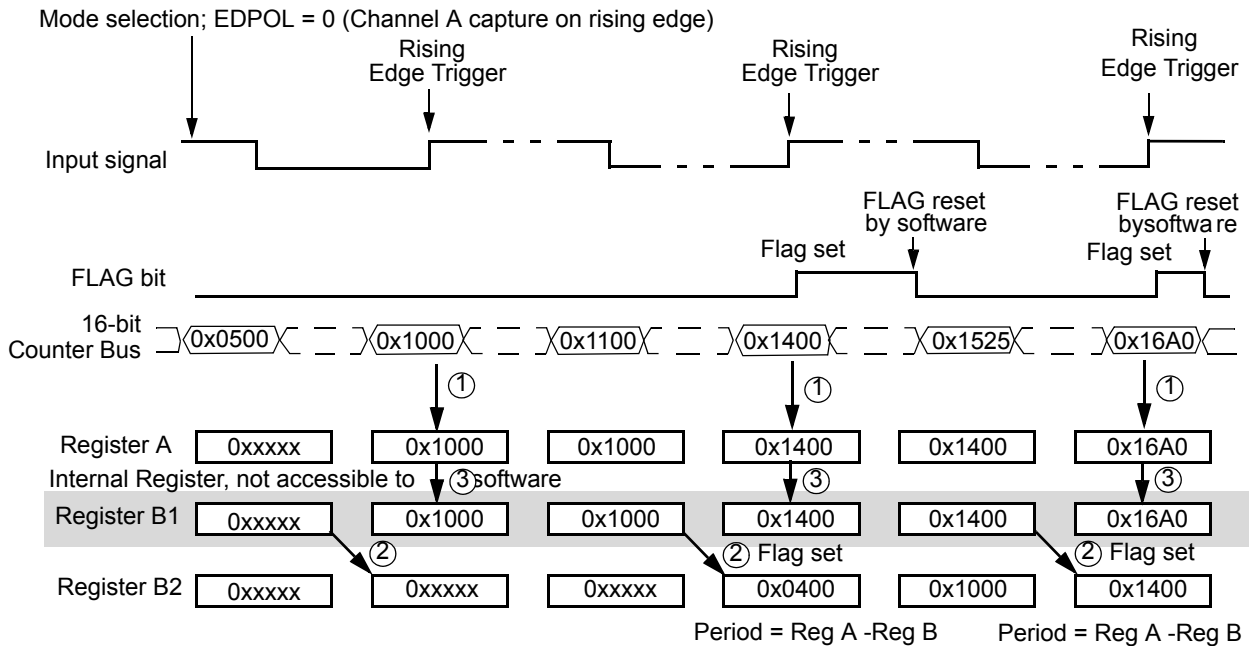 Mode selection; EDPOL = 0 (Channel A capture on rising edge)
Rising
Edge Trigger
Rising
Edge Trigger
Rising
Edge Trigger
Input signal
FLAG reset
by software
FLAG reset
bysoftwa re
Flag set
Flag set
FLAG bit
16-bit
Counter Bus
0x0500
0x1000
0x1100
0x1400
0x1525
0x16A0
1
1
1
Register A
0xxxxx
0x1000
0x1000
0x1400
0x1400
0x16A0
Internal Register, not accessible to software
3
3
3
Register B1
0xxxxx
0x1000
0x1000
0x1400
0x1400
0x16A0
2
2 Flag set
2 Flag set
Register B2
0xxxxx
0xxxxx
0xxxxx
0x0400
0x1000
0x1400
Period = Reg A -Reg B
Period = Reg A -Reg B